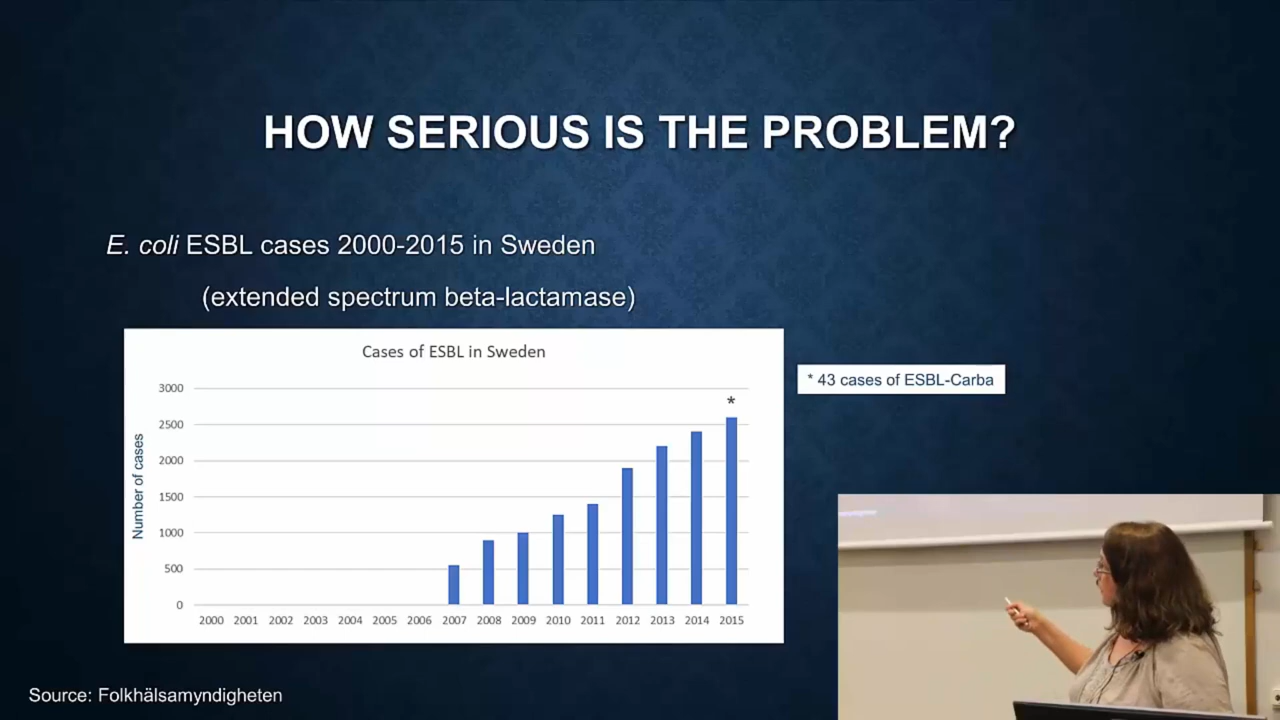 HOW SERIOUS IS THE PROBLEM?
E. coli ESBL cases 2000-2015 in Sweden
(extended spectrum beta-lactamase)
Cases of ESBL in Sweden
* 43 cases of ESBL-Carba
Number of cases
3000
2500
2000
1500
1000
500
0
*
2000 2001 2002 2003 2004 2005 2006 2007 2008 2009 2010 2011 2012 2013 2014 2015
Source: Folkhälsamyndigheten